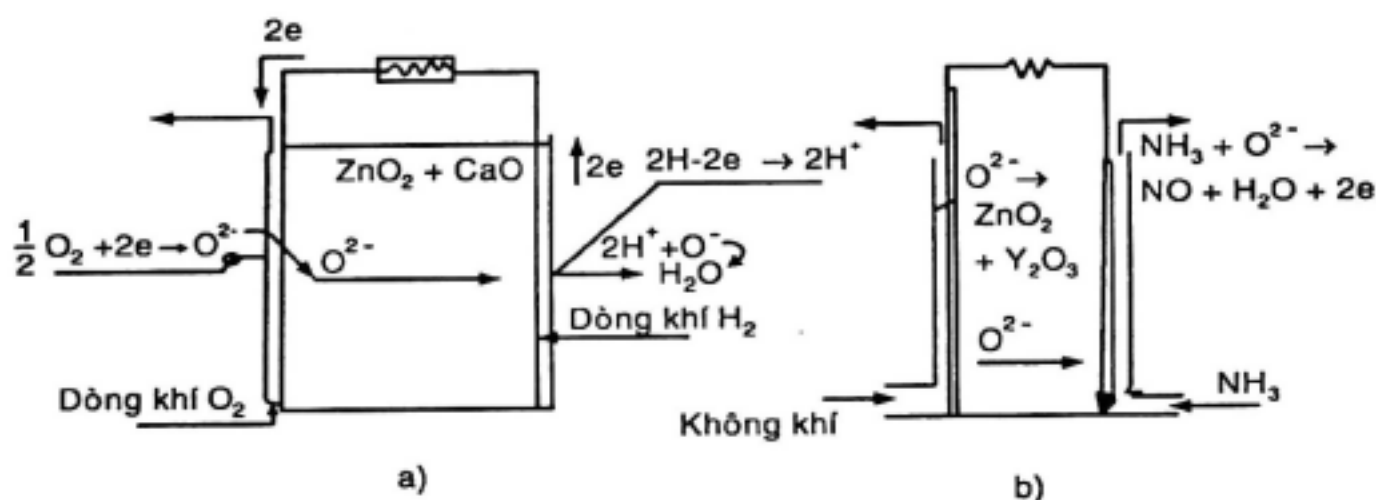 2e
ZnO₂ + CaO
2e
2H-2e → 2H⁺
½ O₂ +2e → O²⁻
O²⁻
2H⁺+O⁻
H₂O
Dòng khí H₂
Dòng khí O₂
a)
O²⁻→
ZnO₂
+ Y₂O₃
O²⁻
NH₃ + O²⁻ →
NO + H₂O + 2e
Không khí
NH₃
b)